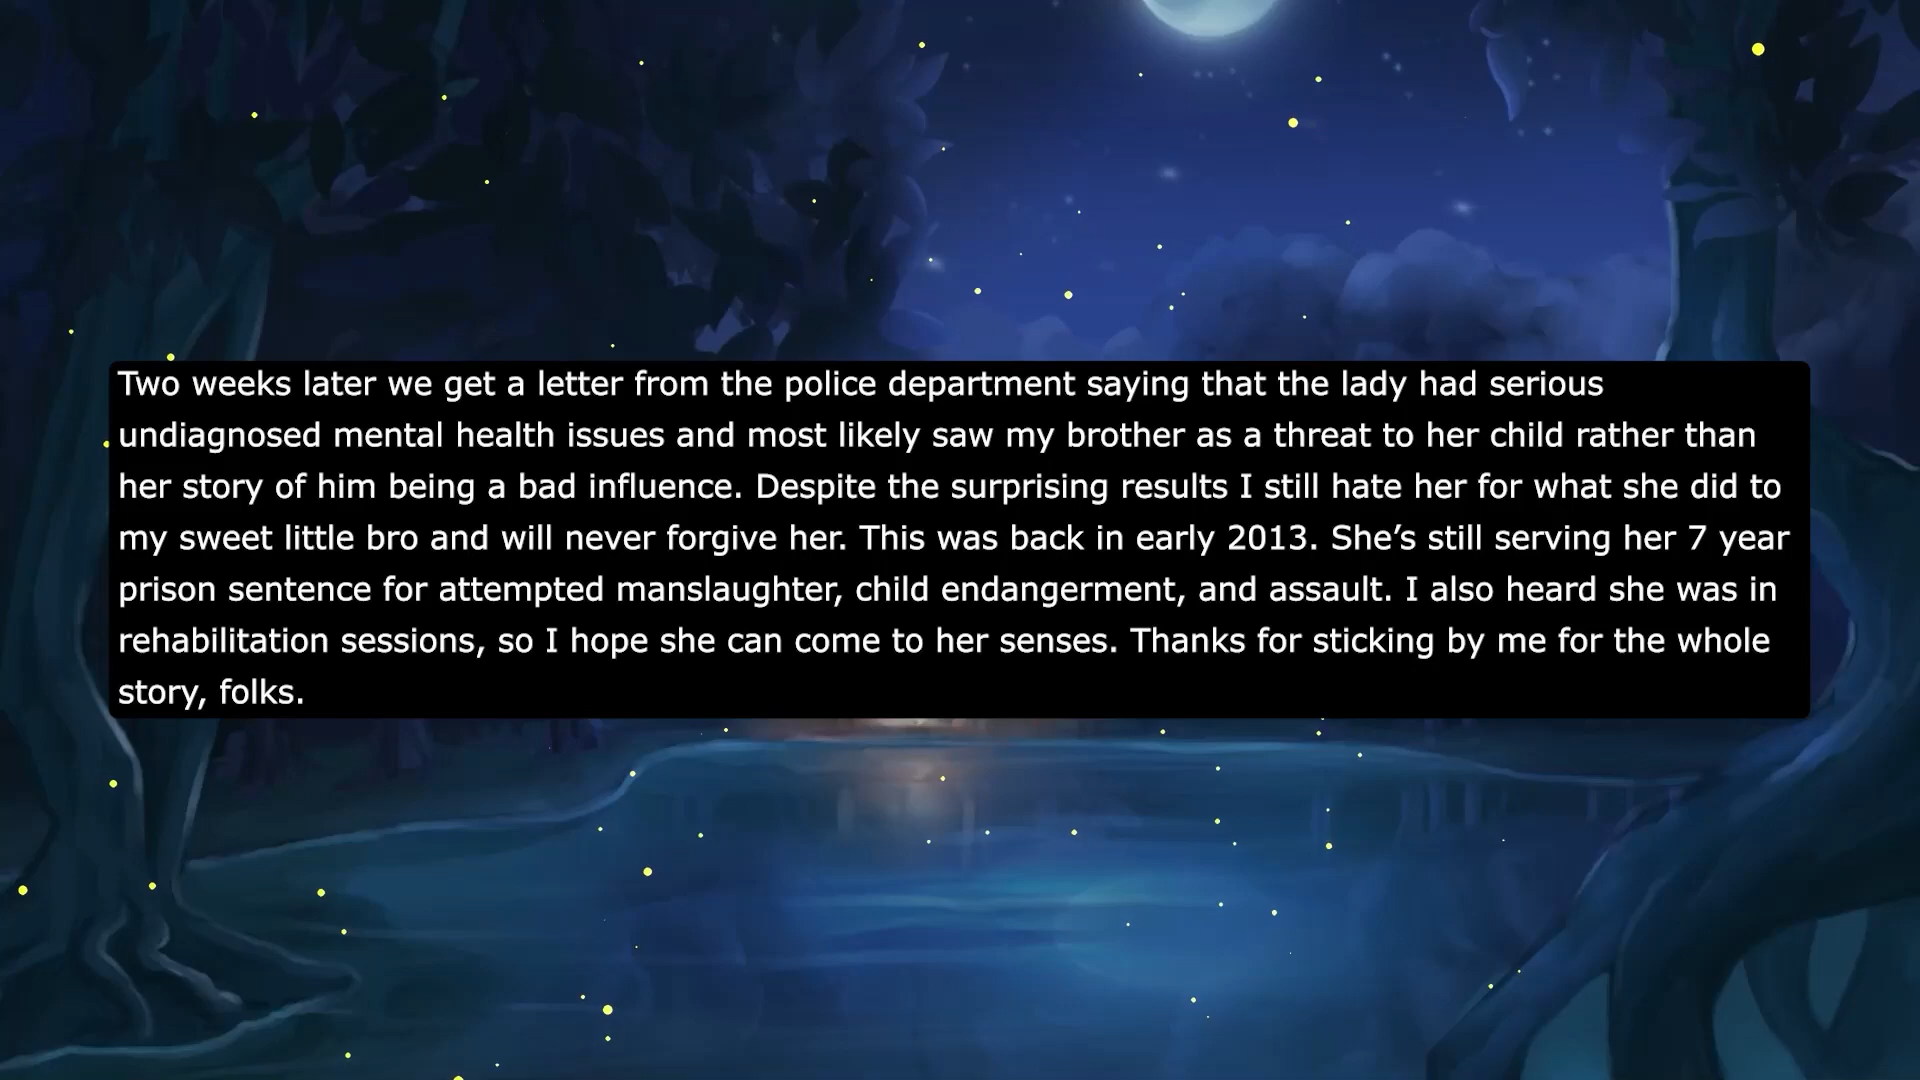 Two weeks later we get a letter from the police department saying that the lady had serious
undiagnosed mental health issues and most likely saw my brother as a threat to her child rather than
her story of him being a bad influence. Despite the surprising results I still hate her for what she did to
my sweet little bro and will never forgive her. This was back in early 2013. She’s still serving her 7 year
prison sentence for attempted manslaughter, child endangerment, and assault. I also heard she was in
rehabilitation sessions, so I hope she can come to her senses. Thanks for sticking by me for the whole
story, folks.